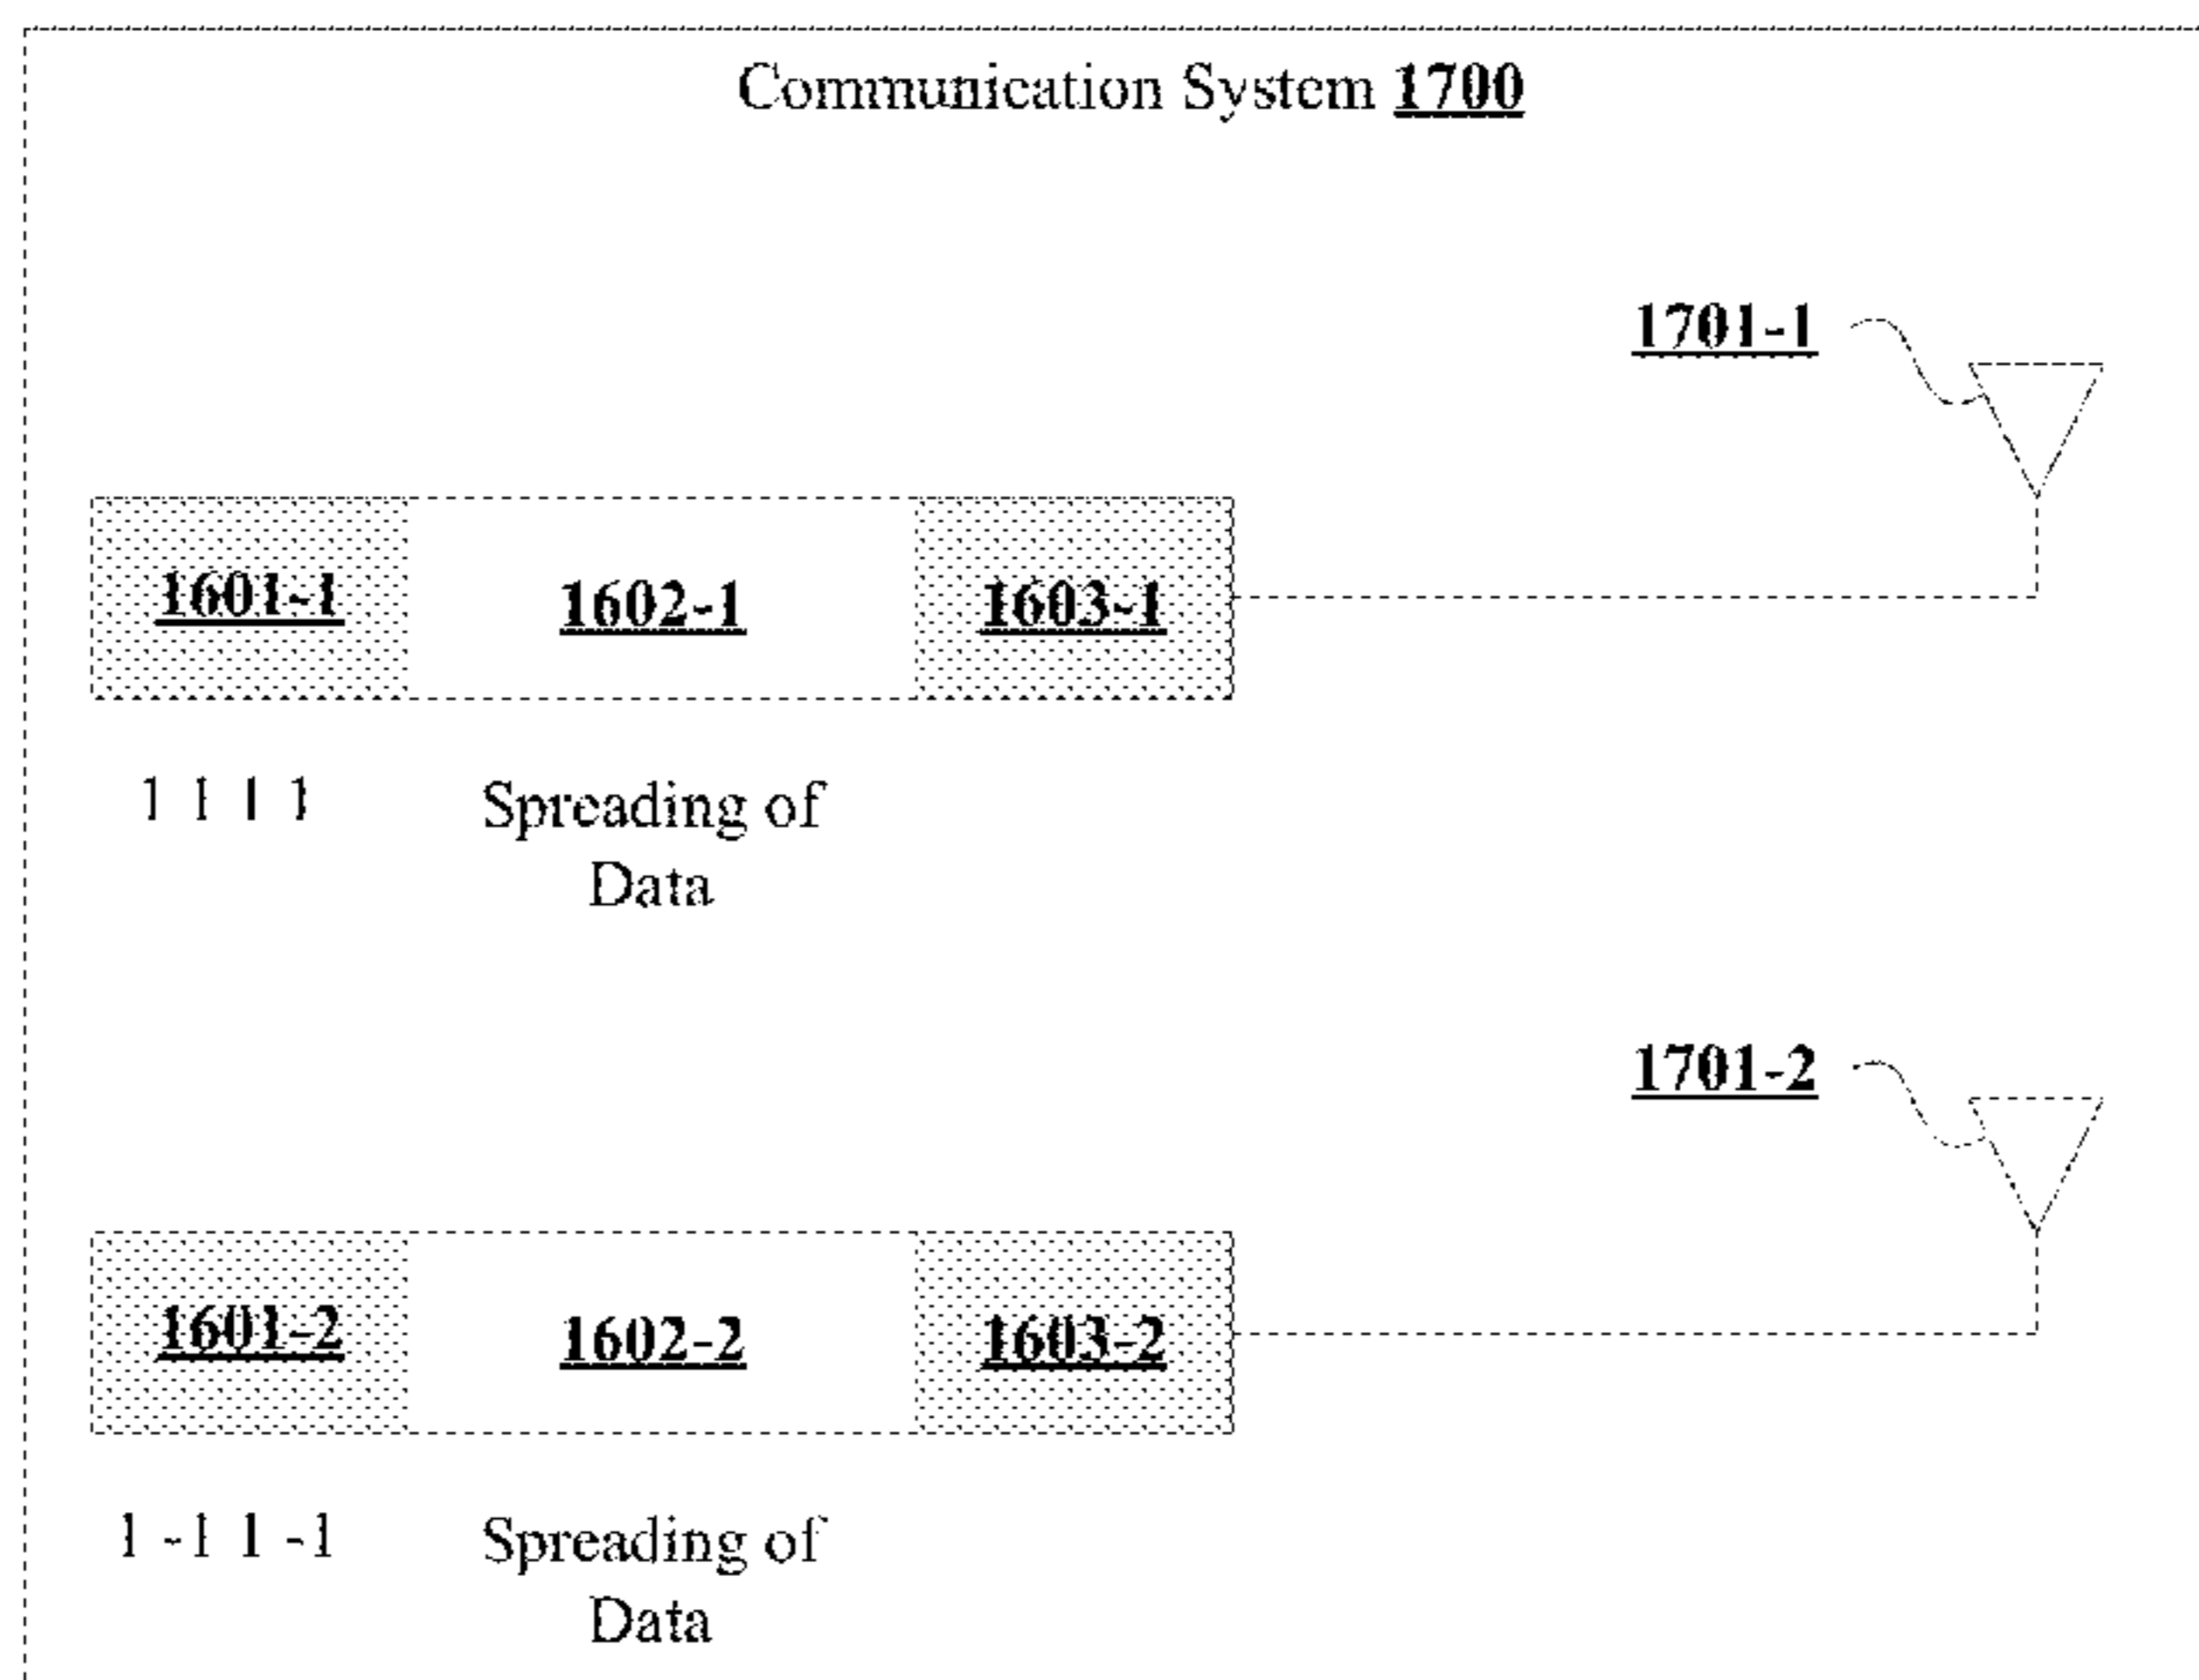 Communication System 1700
1701-1
1601-1 1602-1 1603-1
1 1 1 1
Spreading of
Data
1701-2
1601-2 1602-2 1603-2
1 -1 1 -1
Spreading of
Data